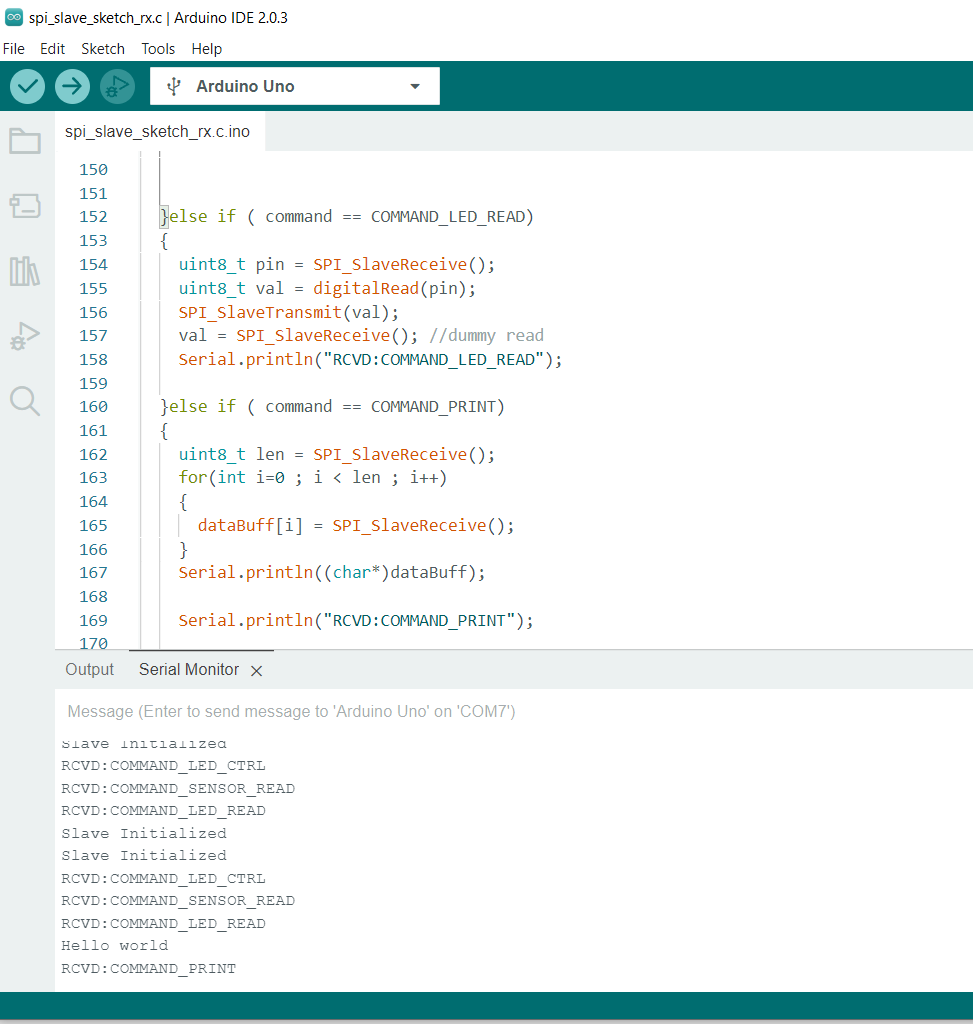 spi_slave_sketch_rx.c | Arduino IDE 2.0.3
File Edit Sketch Tools Help
Arduino Uno
spi_slave_sketch_rx.c.ino
150
151
152 }else if ( command == COMMAND_LED_READ)
153 {
154 uint8_t pin = SPI_SlaveReceive();
155 uint8_t val = digitalRead(pin);
156 SPI_SlaveTransmit(val);
157 val = SPI_SlaveReceive(); //dummy read
158 Serial.println("RCVD:COMMAND_LED_READ");
159
160 }else if ( command == COMMAND_PRINT)
161 {
162 uint8_t len = SPI_SlaveReceive();
163 for(int i=0 ; i < len ; i++)
164 {
165 dataBuff[i] = SPI_SlaveReceive();
166 }
167 Serial.println((char*)dataBuff);
168
169 Serial.println("RCVD:COMMAND_PRINT");
170
Output Serial Monitor
Message (Enter to send message to 'Arduino Uno' on 'COM7')
Slave Initialized
RCVD:COMMAND_LED_CTRL
RCVD:COMMAND_SENSOR_READ
RCVD:COMMAND_LED_READ
Slave Initialized
Slave Initialized
RCVD:COMMAND_LED_CTRL
RCVD:COMMAND_SENSOR_READ
RCVD:COMMAND_LED_READ
Hello world
RCVD:COMMAND_PRINT